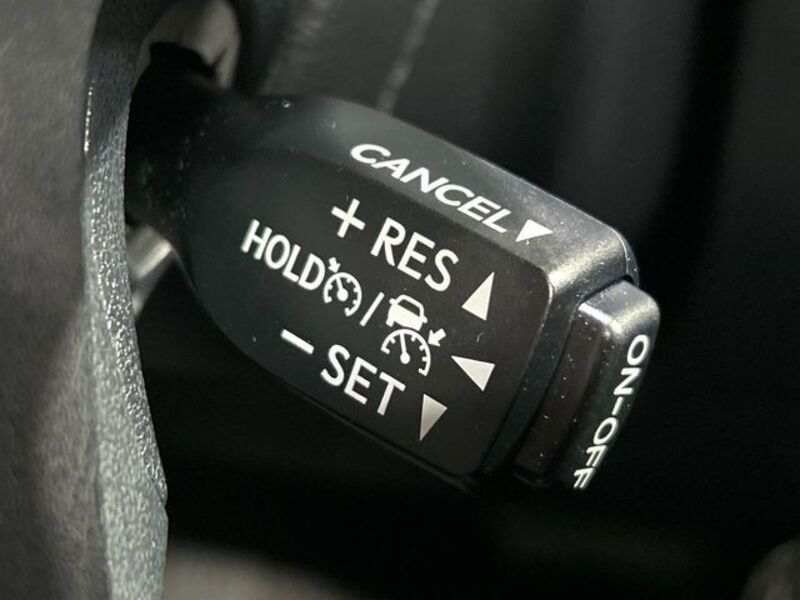 CANCEL
+ RES
HOLD /
- SET
ON-OFF